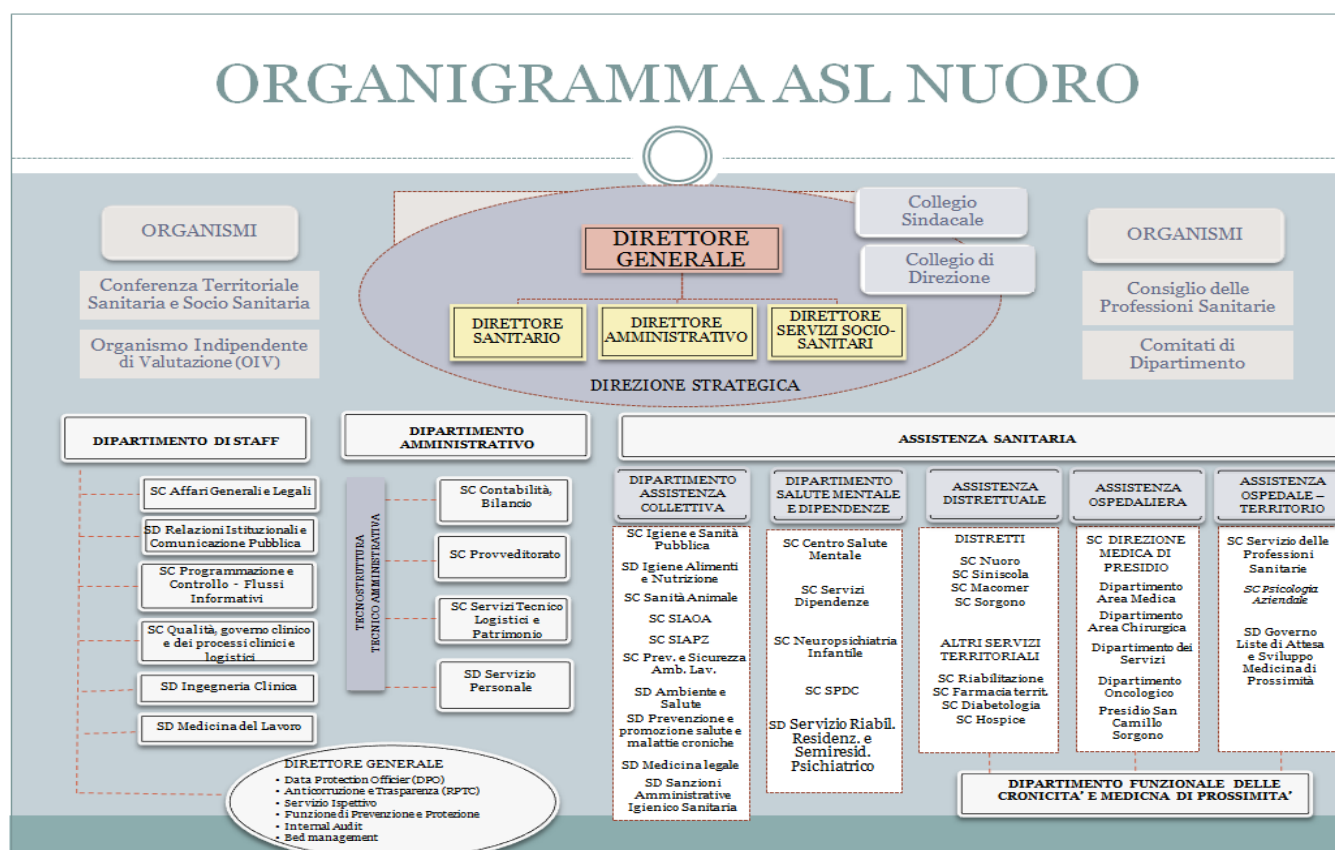 ORGANIGRAMMA ASL NUORO
ORGANISMI
Conferenza Territoriale
Sanitaria e Socio Sanitaria
Organismo Indipendente
di Valutazione (OIV)
DIRETTORE
GENERALE
Collegio
Sindacale
Collegio di
Direzione
DIRETTORE
SANITARIO
DIRETTORE
AMMINISTRATIVO
DIRETTORE
SERVIZI SOCIO-
SANITARI
DIREZIONE STRATEGICA
ORGANISMI
Consiglio delle
Professioni Sanitarie
Comitati di
Dipartimento
DIPARTIMENTO DI STAFF
SC Affari Generali e Legali
SD Relazioni Istituzionali e
Comunicazione Pubblica
SC Programmazione e
Controllo - Flussi
Informativi
SC Qualità, governo clinico
e dei processi clinici e
logistici
SD Ingegneria Clinica
SD Medicina del Lavoro
DIRETTORE GENERALE
• Data Protection Officier (DPO)
• Anticorruzione e Trasparenza (RPTC)
• Servizio Ispettivo
• Funzione di Prevenzione e Protezione
• Internal Audit
• Bed management
DIPARTIMENTO
AMMINISTRATIVO
TECNOSTRUTTURA
TECNICO AMMINISTRATIVA
SC Contabilità,
Bilancio
SC Provveditorato
SC Servizi Tecnico
Logistici e
Patrimonio
SD Servizio
Personale
ASSISTENZA SANITARIA
DIPARTIMENTO
ASSISTENZA
COLLETTIVA
SC Igiene e Sanità
Pubblica
SD Igiene Alimenti
e Nutrizione
SC Sanità Animale
SC SIAOA
SC SIAPZ
SC Prev. e Sicurezza
Amb. Lav.
SD Ambiente e
Salute
SD Prevenzione e
promozione salute e
malattie croniche
SD Medicina legale
SD Sanzioni
Amministrative
Igienico Sanitaria
DIPARTIMENTO
SALUTE MENTALE
E DIPENDENZE
SC Centro Salute
Mentale
SC Servizi
Dipendenze
SC Neuropsichiatria
Infantile
SC SPDC
SD Servizio Riabil.
Residenz. e
Semiresid.
Psichiatrico
ASSISTENZA
DISTRETTUALE
DISTRETTI
SC Nuoro
SC Siniscola
SC Macomer
SC Sorgono
ALTRI SERVIZI
TERRITORIALI
SC Riabilitazione
SC Farmacia territ.
SC Diabetologia
SC Hospice
ASSISTENZA
OSPEDALIERA
SC DIREZIONE
MEDICA DI
PRESIDIO
Dipartimento
Area Medica
Dipartimento
Area Chirurgica
Dipartimento dei
Servizi
Dipartimento
Oncologico
Presidio San
Camillo
Sorgono
ASSISTENZA
OSPEDALE –
TERRITORIO
SC Servizio delle
Professioni
Sanitarie
SC Psicologia
Aziendale
SD Governo
Liste di Attesa
e Sviluppo
Medicina di
Prossimità
DIPARTIMENTO FUNZIONALE DELLE
CRONICITA’ E MEDICNA DI PROSSIMITA’